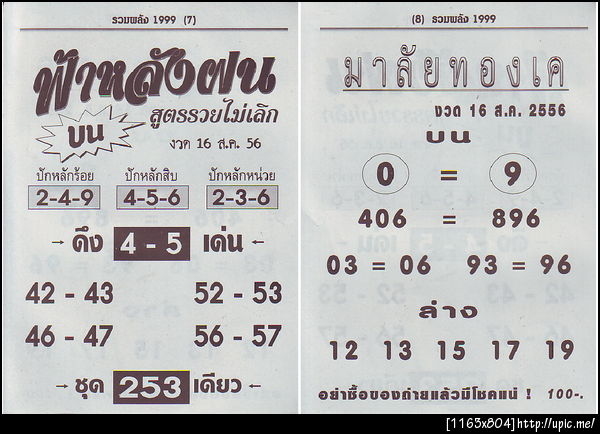 รวมพลัง 1999 (7)
ฟ้าหลังฝน
สูตรรวยไม่เลิก
บน
งวด 16 ส.ค. 56
ปักหลักร้อย ปักหลักสิบ ปักหลักหน่วย
2-4-9 4-5-6 2-3-6
ดึง 4 - 5 เด่น
42 - 43 52 - 53
46 - 47 56 - 57
ชุด 253 เดียว
(8) รวมพลัง 1999
มาลัยทองเค
งวด 16 ส.ค. 2556
บน
0 = 9
406 = 896
03 = 06 93 = 96
ล่าง
12 13 15 17 19
อย่าซื้อของถ่ายแล้วมีโชคแน่ ! 100-.
[1163x804] http://upic.me/